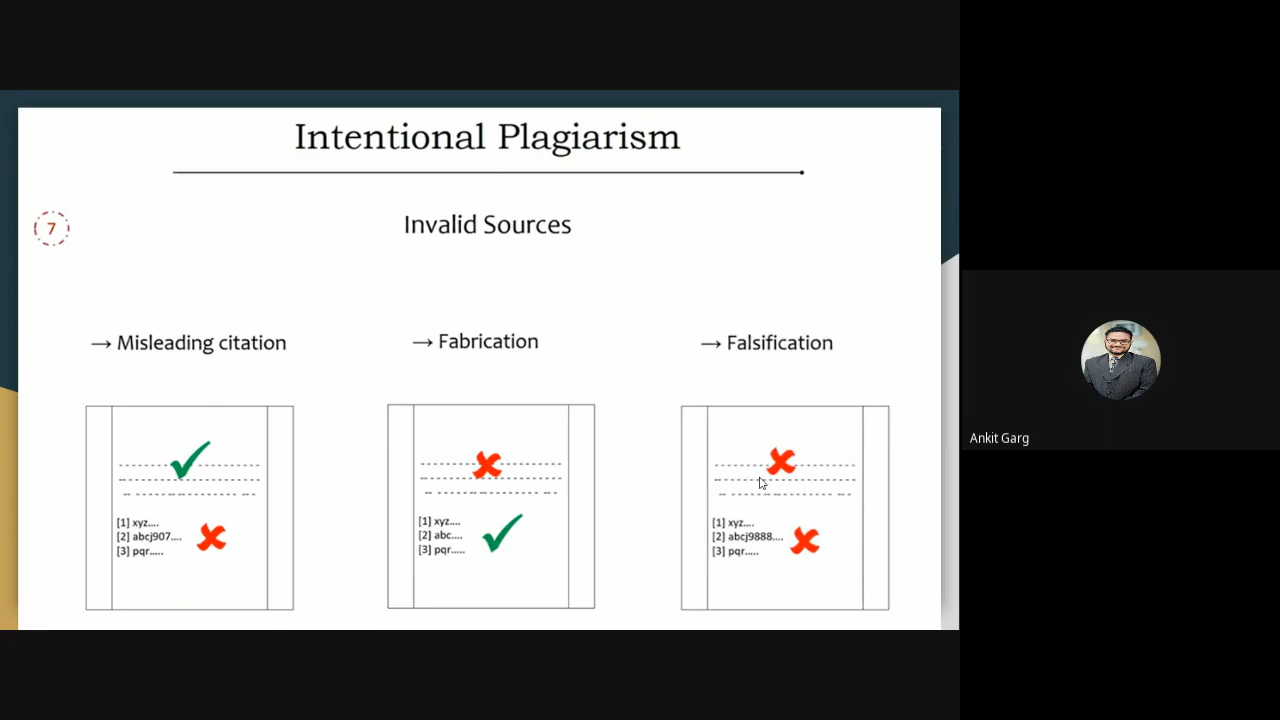 Intentional Plagiarism
7
Invalid Sources
→ Misleading citation
→ Fabrication
→ Falsification
[1] xyz....
[2] abcj907....
[3] pqr.....
[1] xyz....
[2] abc....
[3] pqr.....
[1] xyz....
[2] abcj9888....
[3] pqr.....
Ankit Garg